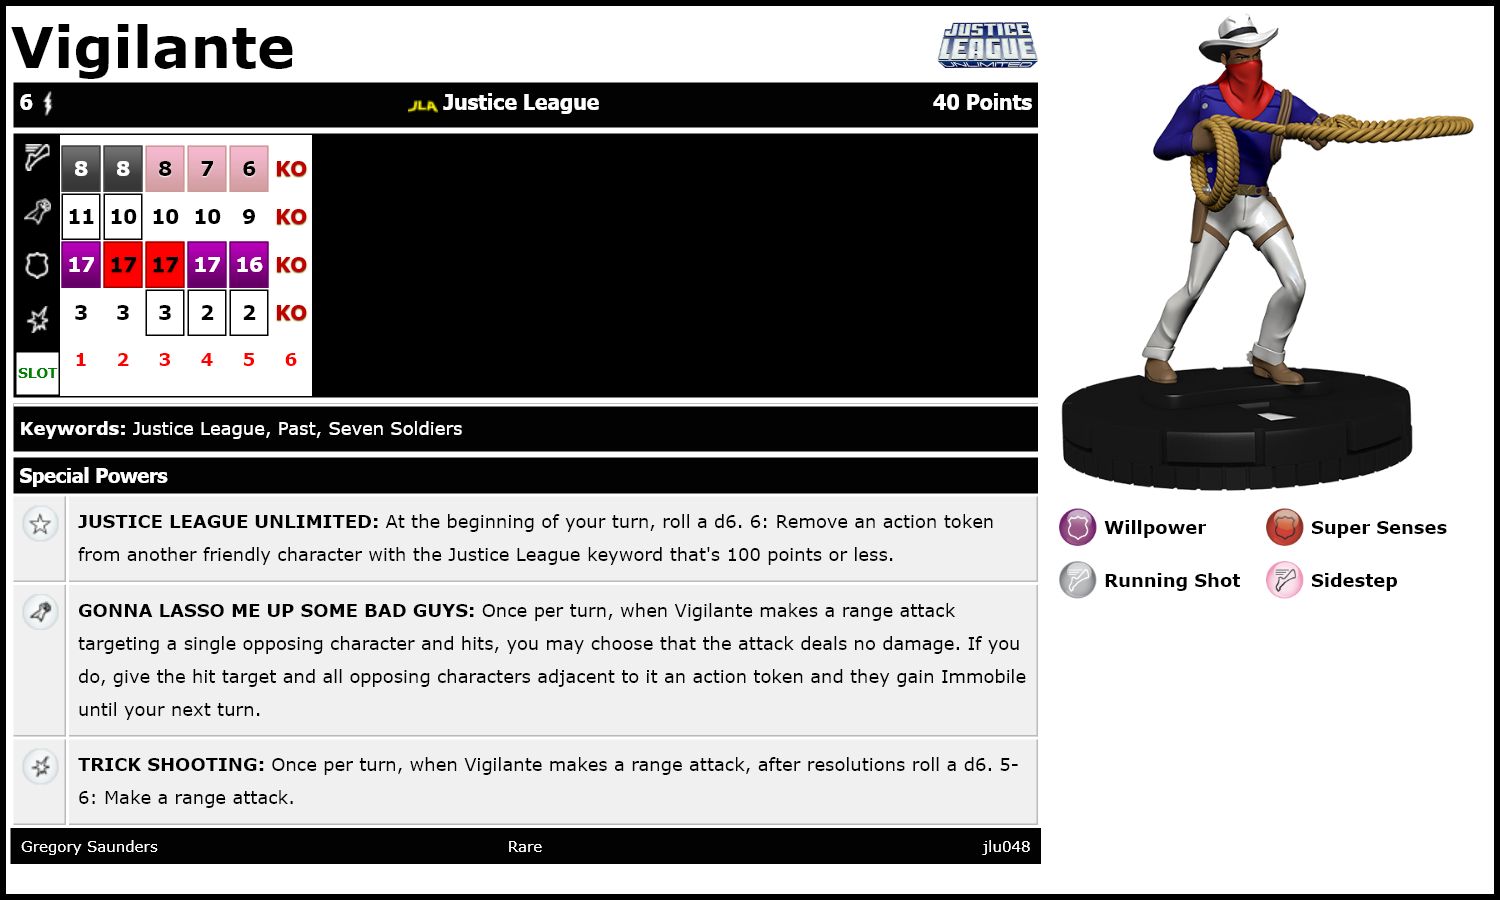 Vigilante
JUSTICE
LEAGUE
UNLIMITED
6 JLA Justice League 40 Points
8 8 8 7 6 KO
11 10 10 10 9 KO
17 17 17 17 16 KO
3 3 3 2 2 KO
SLOT 1 2 3 4 5 6
Keywords: Justice League, Past, Seven Soldiers
Special Powers
JUSTICE LEAGUE UNLIMITED: At the beginning of your turn, roll a d6. 6: Remove an action token
from another friendly character with the Justice League keyword that's 100 points or less.
GONNA LASSO ME UP SOME BAD GUYS: Once per turn, when Vigilante makes a range attack
targeting a single opposing character and hits, you may choose that the attack deals no damage. If you
do, give the hit target and all opposing characters adjacent to it an action token and they gain Immobile
until your next turn.
TRICK SHOOTING: Once per turn, when Vigilante makes a range attack, after resolutions roll a d6. 5-
6: Make a range attack.
Gregory Saunders Rare jlu048
Willpower Super Senses
Running Shot Sidestep